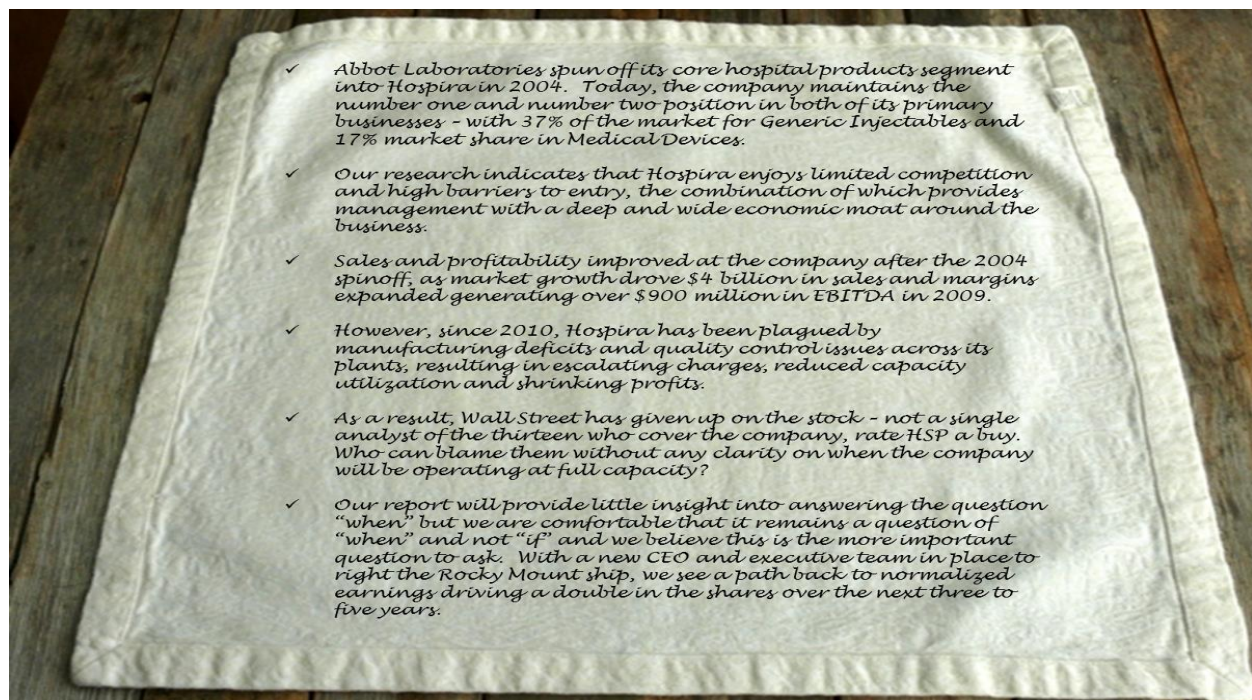 ✓ Abbot Laboratories spun off its core hospital products segment
into Hospira in 2004. Today, the company maintains the
number one and number two position in both of its primary
businesses – with 37% of the market for Generic Injectables and
17% market share in Medical Devices.
✓ Our research indicates that Hospira enjoys limited competition
and high barriers to entry, the combination of which provides
management with a deep and wide economic moat around the
business.
✓ Sales and profitability improved at the company after the 2004
spinoff, as market growth drove $4 billion in sales and margins
expanded generating over $900 million in EBITDA in 2009.
✓ However, since 2010, Hospira has been plagued by
manufacturing deficits and quality control issues across its
plants, resulting in escalating charges, reduced capacity
utilization and shrinking profits.
✓ As a result, Wall Street has given up on the stock – not a single
analyst of the thirteen who cover the company, rate HSP a buy.
Who can blame them without any clarity on when the company
will be operating at full capacity?
✓ Our report will provide little insight into answering the question
“when” but we are comfortable that it remains a question of
“when” and not “if” and we believe this is the more important
question to ask. With a new CEO and executive team in place to
right the Rocky Mount ship, we see a path back to normalized
earnings driving a double in the shares over the next three to
five years.